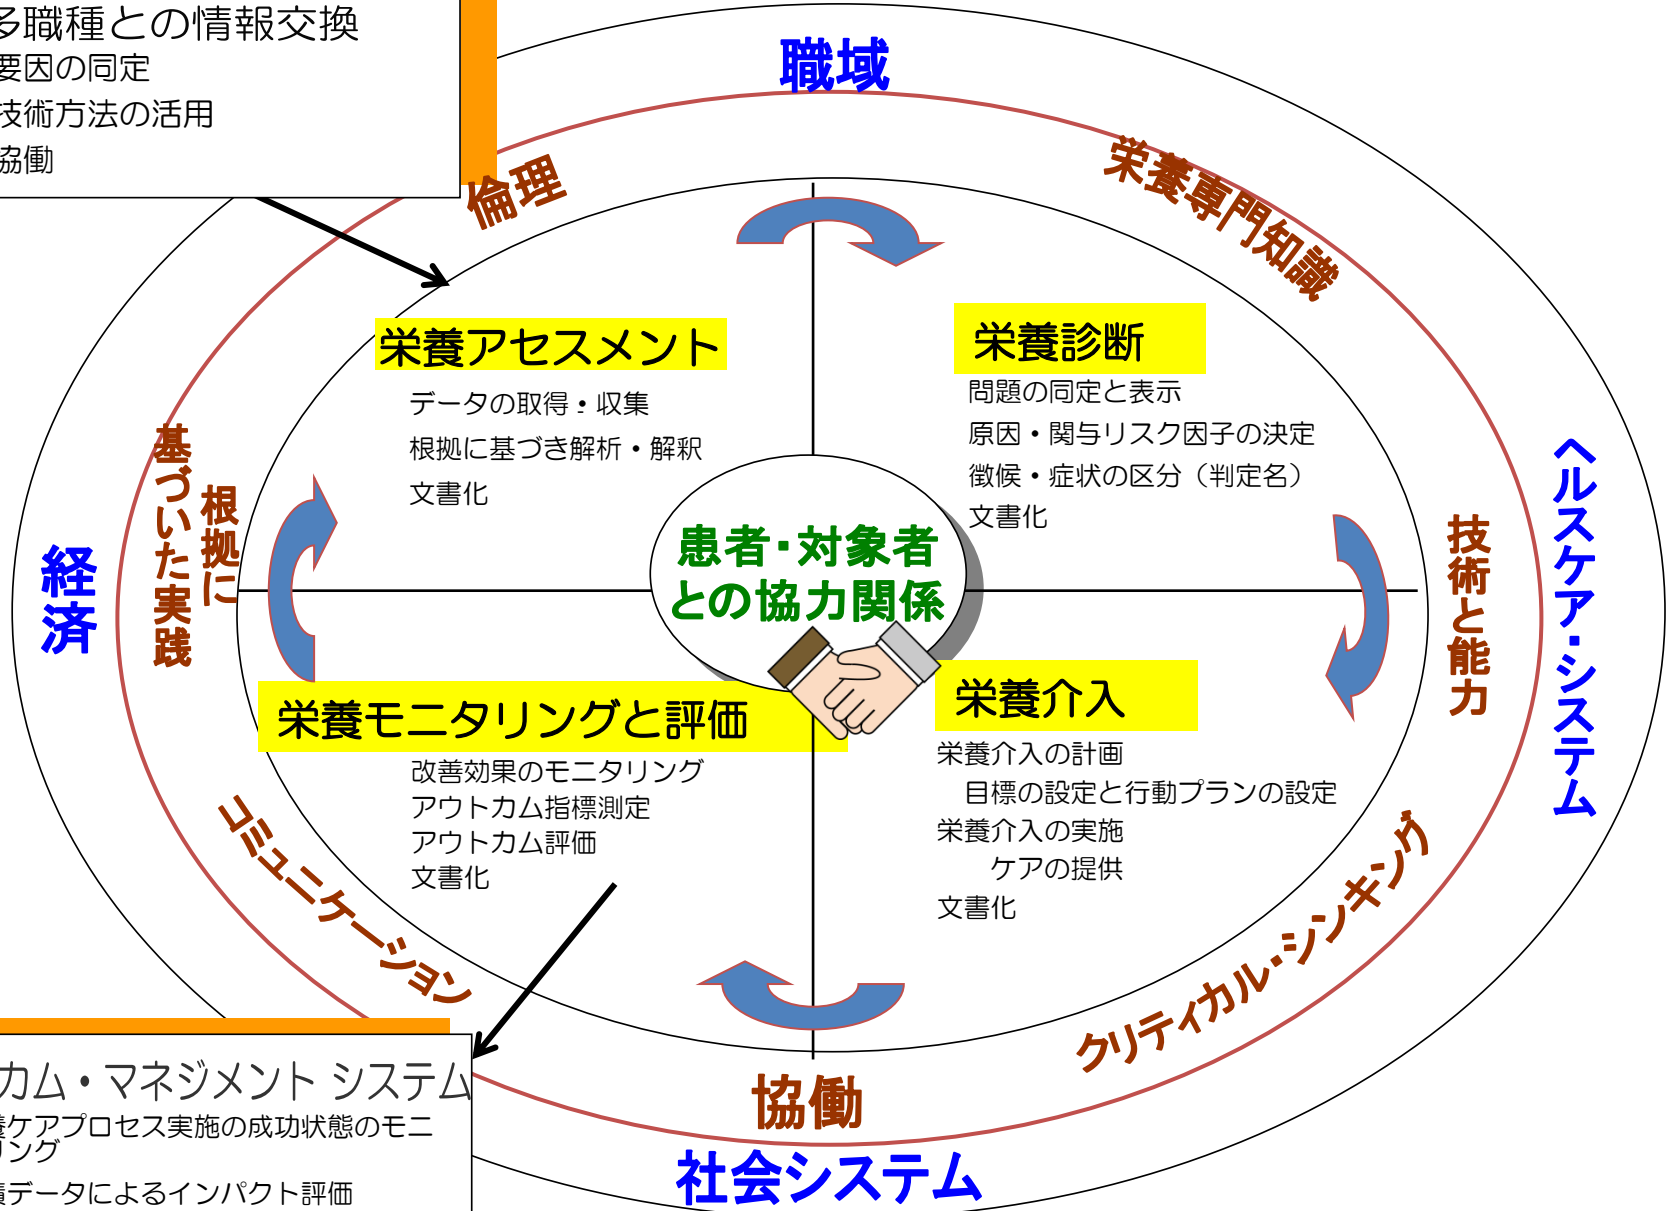 多職種との情報交換
要因の同定
技術方法の活用
協働
職域
倫理
栄養専門知識
栄養アセスメント
データの取得・収集
根拠に基づき解析・解釈
文書化
栄養診断
問題の同定と表示
原因・関与リスク因子の決定
徴候・症状の区分（判定名）
文書化
根拠に
基づいた実践
経済
患者・対象者
との協力関係
技術と能力
ヘルスケア・システム
栄養モニタリングと評価
改善効果のモニタリング
アウトカム指標測定
アウトカム評価
文書化
栄養介入
栄養介入の計画
目標の設定と行動プランの設定
栄養介入の実施
ケアの提供
文書化
コミュニケーション
クリティカル・シンキング
協働
社会システム
カム・マネジメント システム
養ケアプロセス実施の成功状態のモニ
リング
データによるインパクト評価